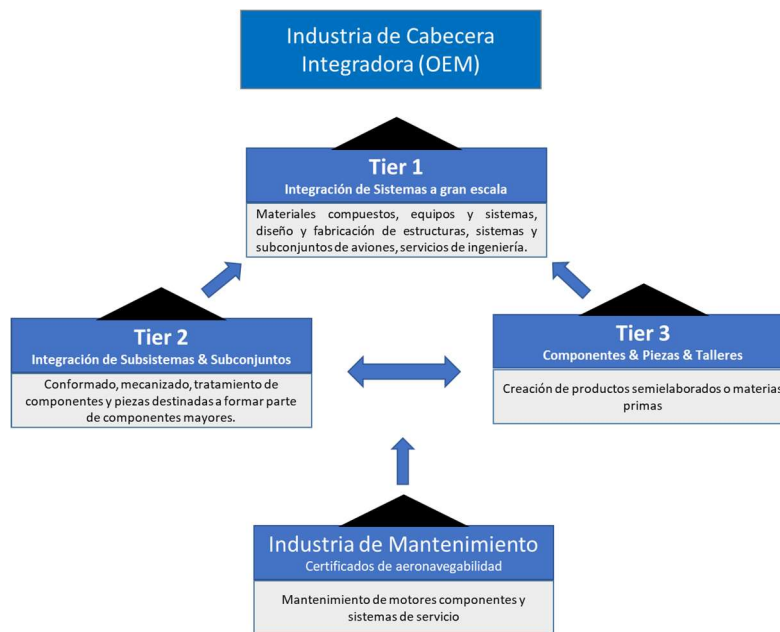 Industria de Cabecera
Integradora (OEM)
Tier 1
Integración de Sistemas a gran escala
Materiales compuestos, equipos y sistemas,
diseño y fabricación de estructuras, sistemas y
subconjuntos de aviones, servicios de ingeniería.
Tier 2
Integración de Subsistemas & Subconjuntos
Conformado, mecanizado, tratamiento de
componentes y piezas destinadas a formar parte
de componentes mayores.
Tier 3
Componentes & Piezas & Talleres
Creación de productos semielaborados o materias
primas
Industria de Mantenimiento
Certificados de aeronavegabilidad
Mantenimiento de motores componentes y
sistemas de servicio